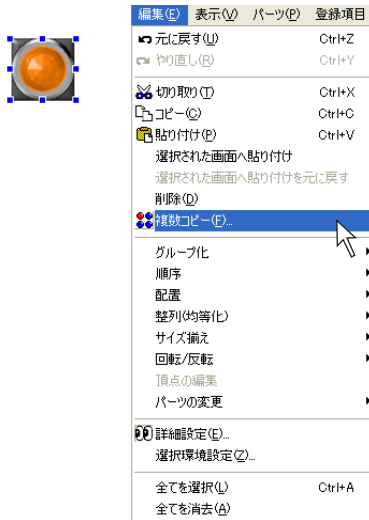 編集(E) 表示(V) パーツ(P) 登録項目
元に戻す(U) Ctrl+Z
やり直し(R) Ctrl+Y
切り取り(T) Ctrl+X
コピー(C) Ctrl+C
貼り付け(P) Ctrl+V
選択された画面へ貼り付け
選択された画面へ貼り付けを元に戻す
削除(D)
複数コピー(F)...
グループ化
順序
配置
整列(均等化)
サイズ揃え
回転/反転
頂点の編集
パーツの変更
詳細設定(E)...
選択環境設定(Z)...
全てを選択(L) Ctrl+A
全てを消去(A)